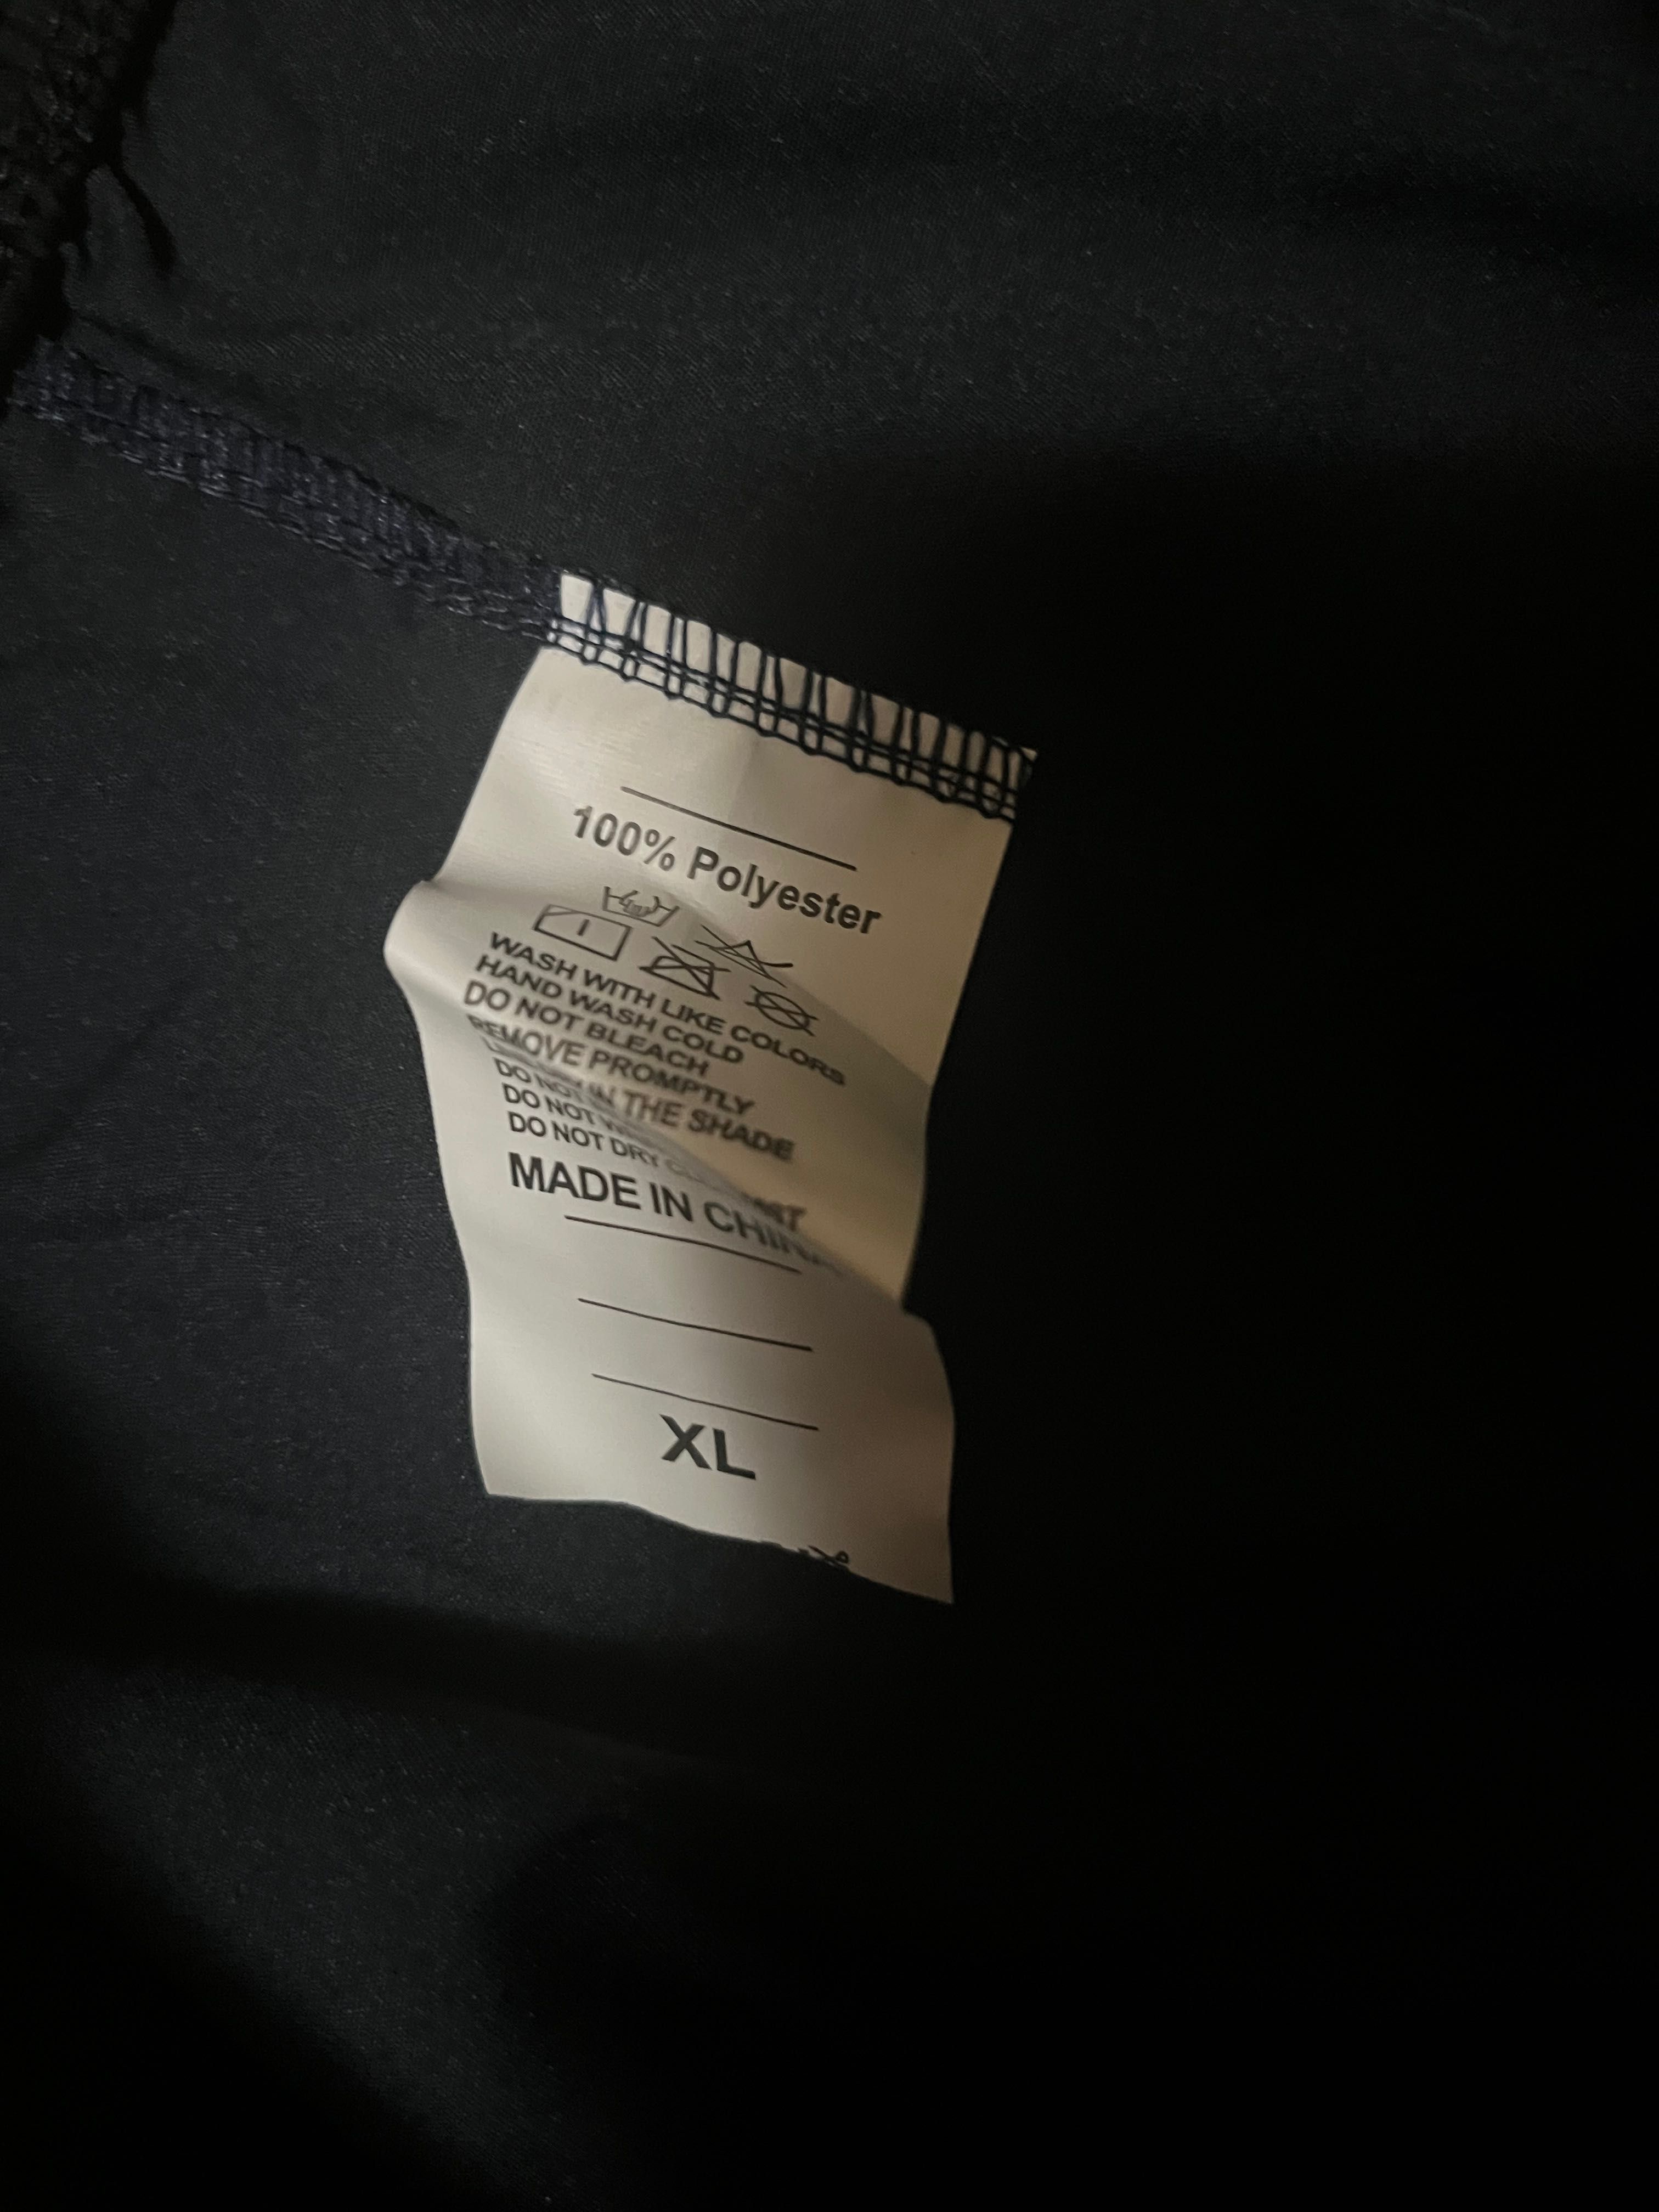 100% Polyester
WASH WITH LIKE COLORS
HAND WASH COLD
DO NOT BLEACH
REMOVE PROMPTLY
IN THE SHADE
DO NOT
DO NOT
DO NOT DRY
MADE IN CHINA
XL